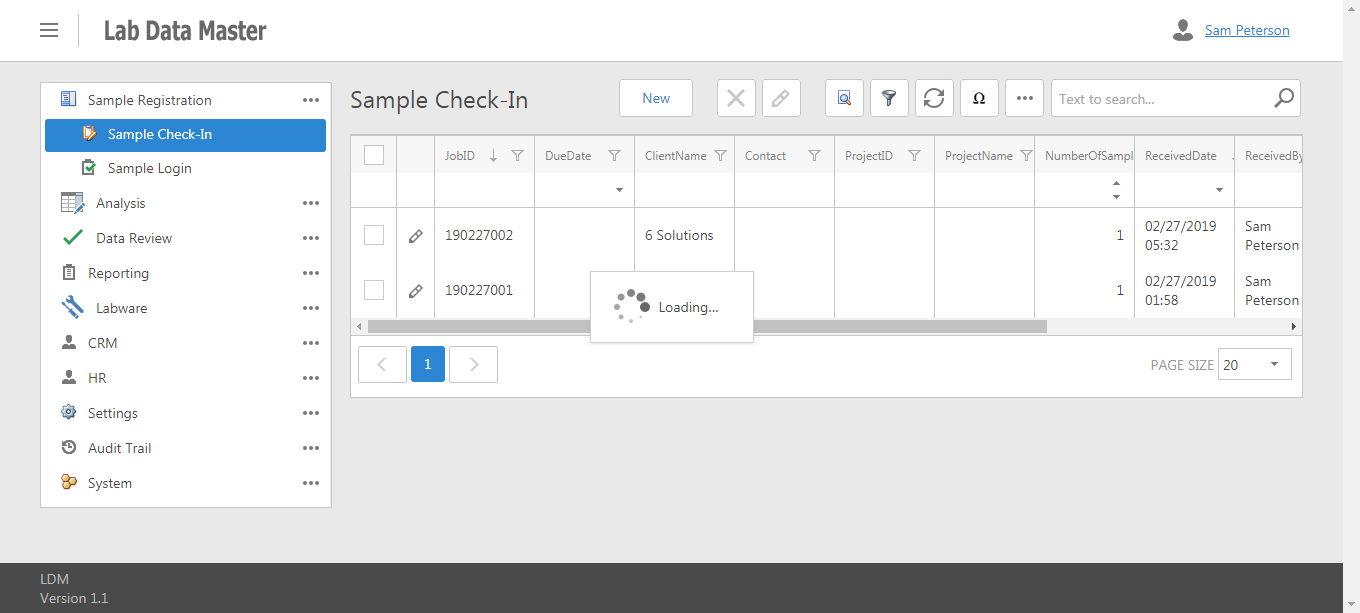 Lab Data Master
Sam Peterson
Sample Registration
Sample Check-In
Sample Login
Analysis
Data Review
Reporting
Labware
CRM
HR
Settings
Audit Trail
System
Sample Check-In
New
Ω
Text to search...
JobID
DueDate
ClientName
Contact
ProjectID
ProjectName
NumberOfSampl
ReceivedDate
ReceivedBy
190227002
6 Solutions
1
02/27/2019
05:32
Sam
Peterson
190227001
1
02/27/2019
01:58
Sam
Peterson
Loading...
1
PAGE SIZE
20
LDM
Version 1.1